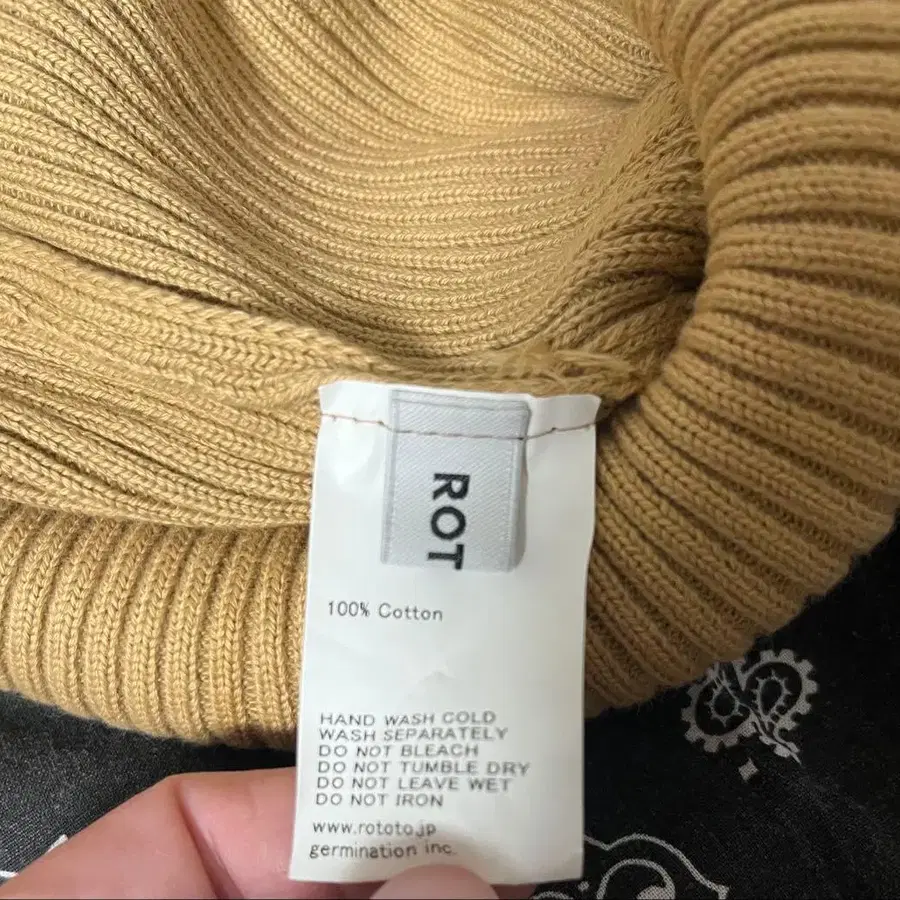 ROT
100% Cotton
HAND WASH COLD
WASH SEPARATELY
DO NOT BLEACH
DO NOT TUMBLE DRY
DO NOT LEAVE WET
DO NOT IRON
www.rototo.jp
germination inc.